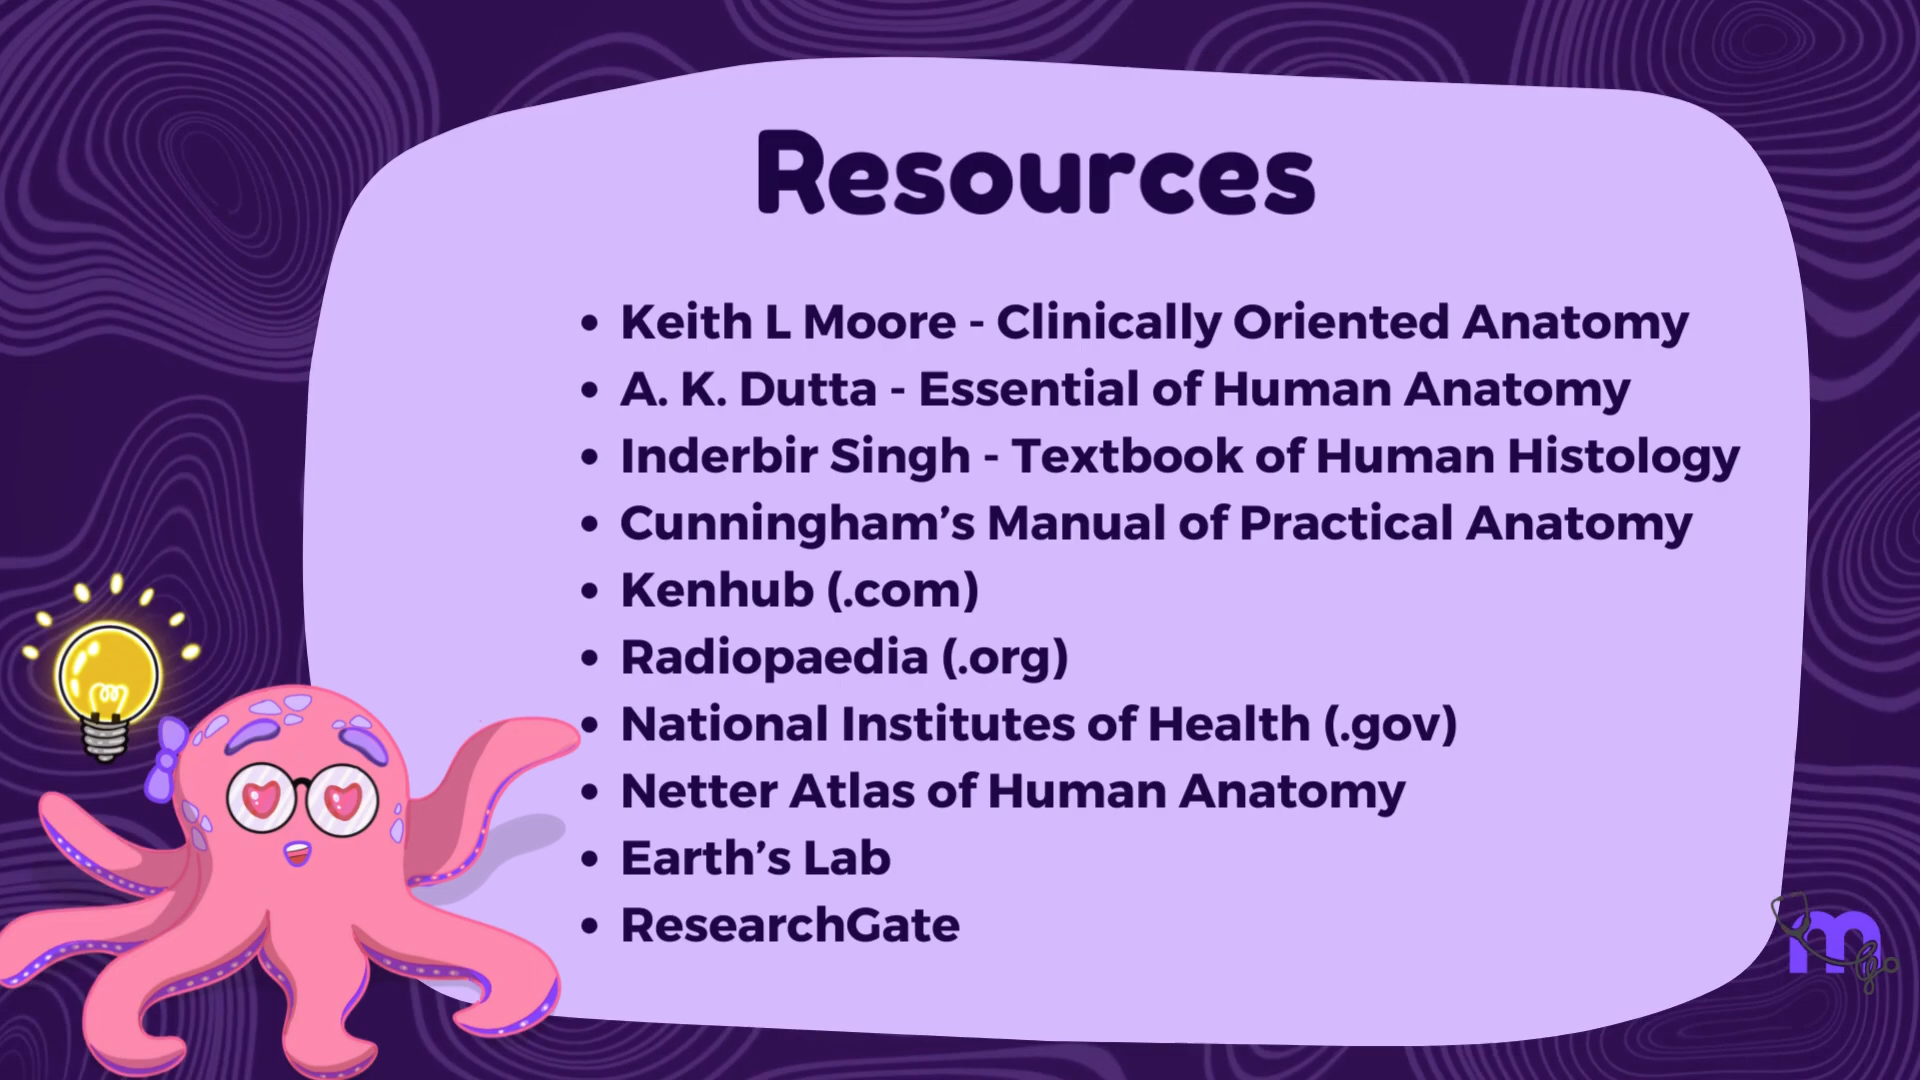 Resources
• Keith L Moore - Clinically Oriented Anatomy
• A. K. Dutta - Essential of Human Anatomy
• Inderbir Singh - Textbook of Human Histology
• Cunningham’s Manual of Practical Anatomy
• Kenhub (.com)
• Radiopaedia (.org)
• National Institutes of Health (.gov)
• Netter Atlas of Human Anatomy
• Earth’s Lab
• ResearchGate
m go